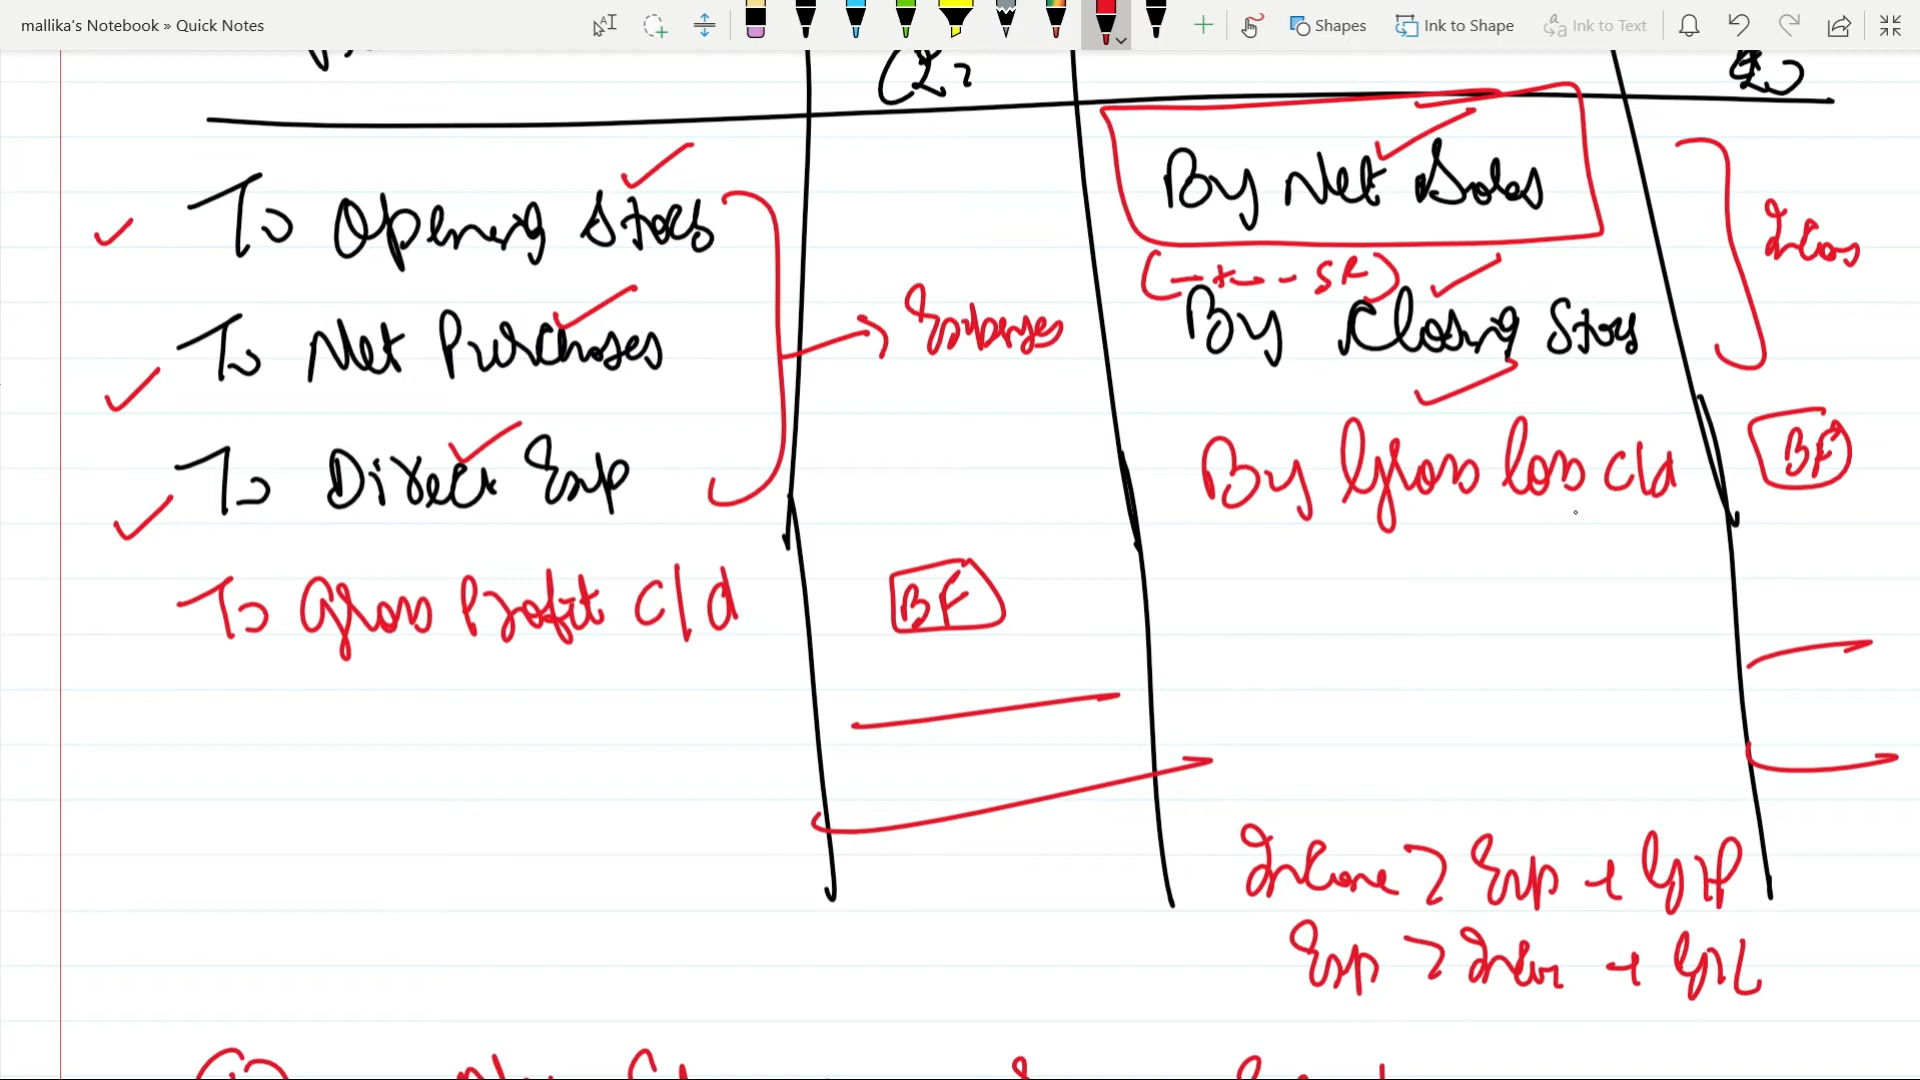 mallika's Notebook » Quick Notes
Shapes
Ink to Shape
Ink to Text
To Opening Stock
By Net Sales
Income
(-x- - SR)
To Net Purchases
Expenses
By Closing Stock
To Direct Exp
By Gross loss c/d
BF
To Gross Profit c/d
BF
Income > Exp → G/P
Exp > Inc → G/L